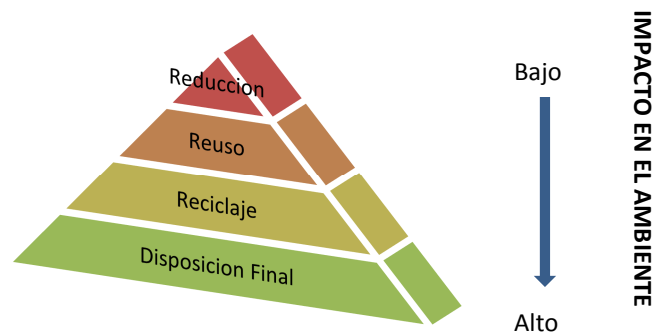 Reduccion
Reuso
Reciclaje
Disposicion Final
Bajo
Alto
IMPACTO EN EL AMBIENTE